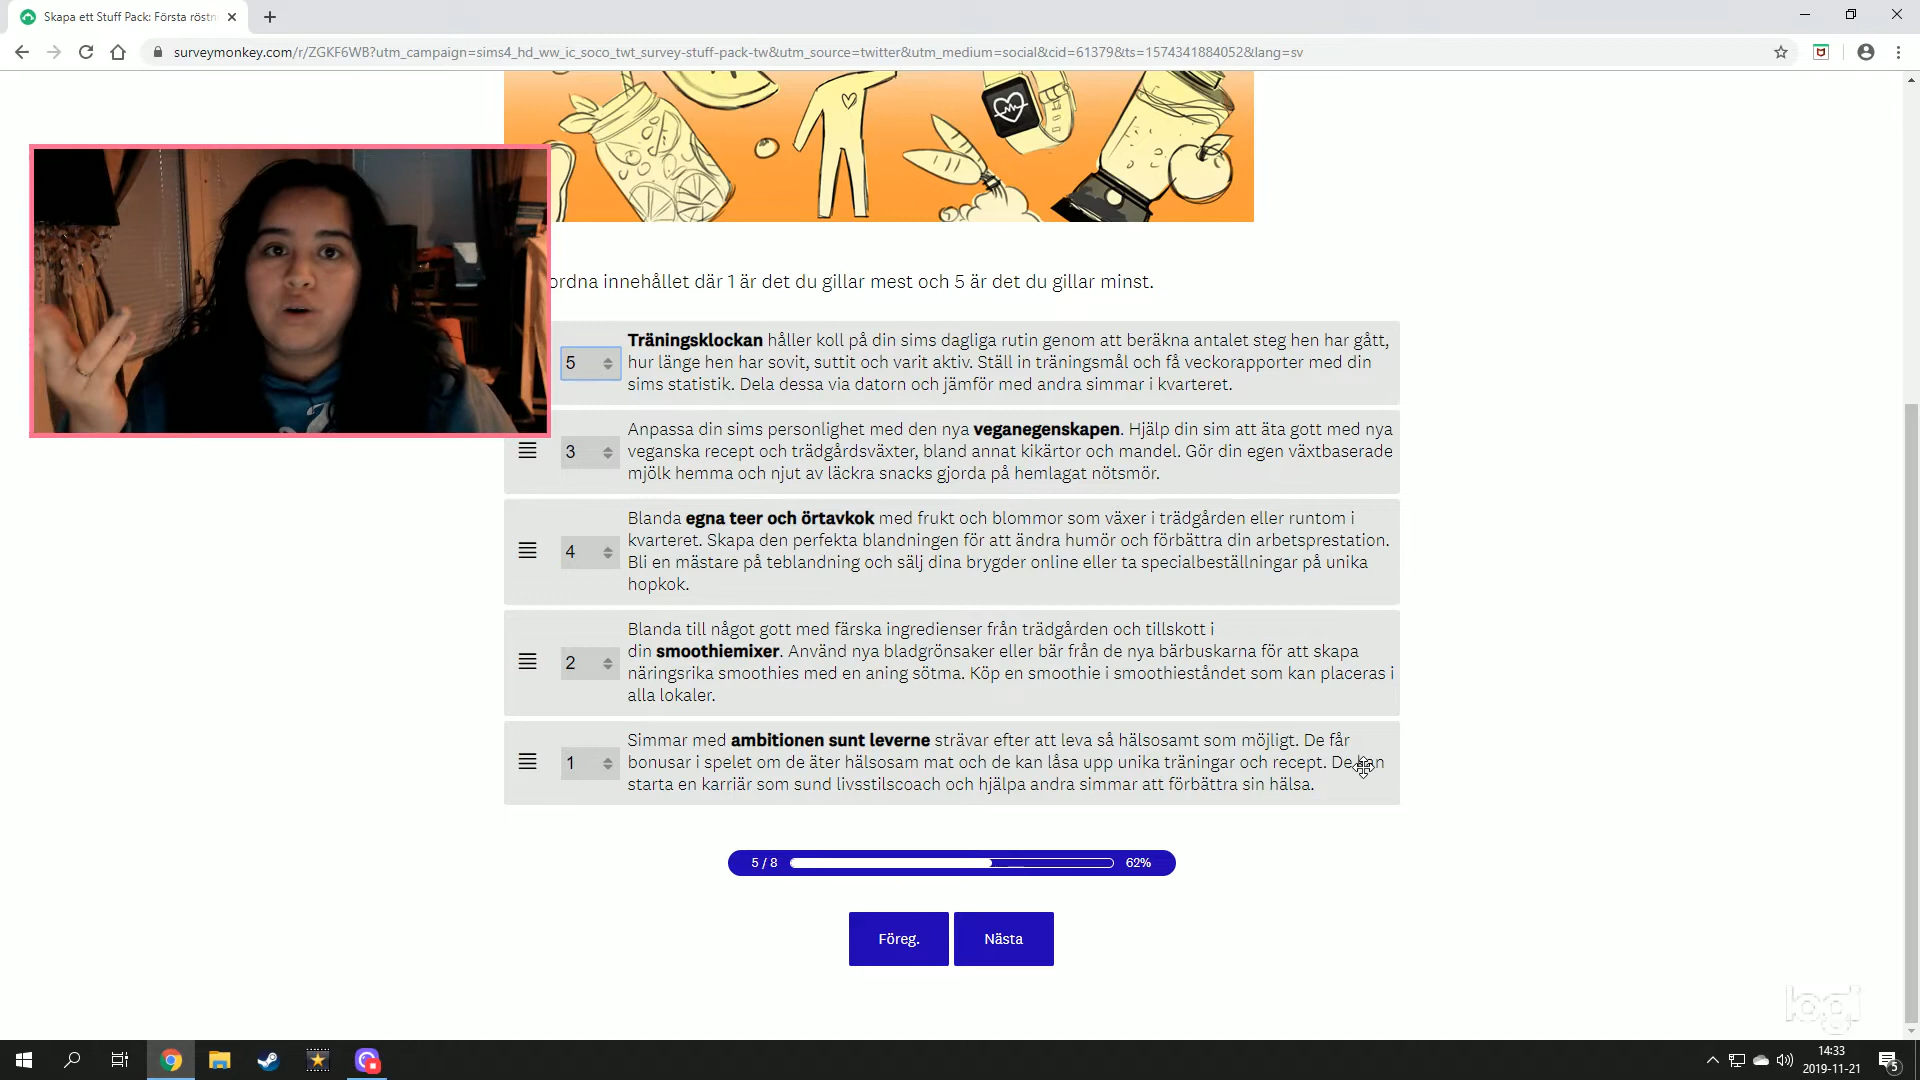 Skapa ett Stuff Pack: Första röstn
surveymonkey.com/r/ZGKF6WB?utm_campaign=sims4_hd_ww_ic_soco_twt_survey-stuff-pack-tw&utm_source=twitter&utm_medium=social&cid=61379&ts=1574341884052&lang=sv
ordna innehållet där 1 är det du gillar mest och 5 är det du gillar minst.
5
Träningsklockan håller koll på din sims dagliga rutin genom att beräkna antalet steg hen har gått,
hur länge hen har sovit, suttit och varit aktiv. Ställ in träningsmål och få veckorapporter med din
sims statistik. Dela dessa via datorn och jämför med andra simmar i kvarteret.
3
Anpassa din sims personlighet med den nya veganegenskapen. Hjälp din sim att äta gott med nya
veganska recept och trädgårdsväxter, bland annat kikärtor och mandel. Gör din egen växtbaserade
mjölk hemma och njut av läckra snacks gjorda på hemlagat nötsmör.
4
Blanda egna teer och örtavkok med frukt och blommor som växer i trädgården eller runtom i
kvarteret. Skapa den perfekta blandningen för att ändra humör och förbättra din arbetsprestation.
Bli en mästare på teblandning och sälj dina brygder online eller ta specialbeställningar på unika
hopkok.
2
Blanda till något gott med färska ingredienser från trädgården och tillskott i
din smoothiemixer. Använd nya bladgrönsaker eller bär från de nya bärbuskarna för att skapa
näringsrika smoothies med en aning sötma. Köp en smoothie i smoothieståndet som kan placeras i
alla lokaler.
1
Simmar med ambitionen sunt leverne strävar efter att leva så hälsosamt som möjligt. De får
bonusar i spelet om de äter hälsosam mat och de kan låsa upp unika träningar och recept. De kan
starta en karriär som sund livsstilscoach och hjälpa andra simmar att förbättra sin hälsa.
5 / 8
62%
Föreg.
Nästa
logi
14:33
2019-11-21
5